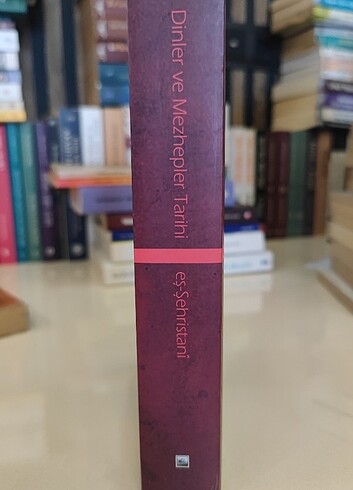 Dinler ve Mezhepler Tarihi
eş-Şehristanî